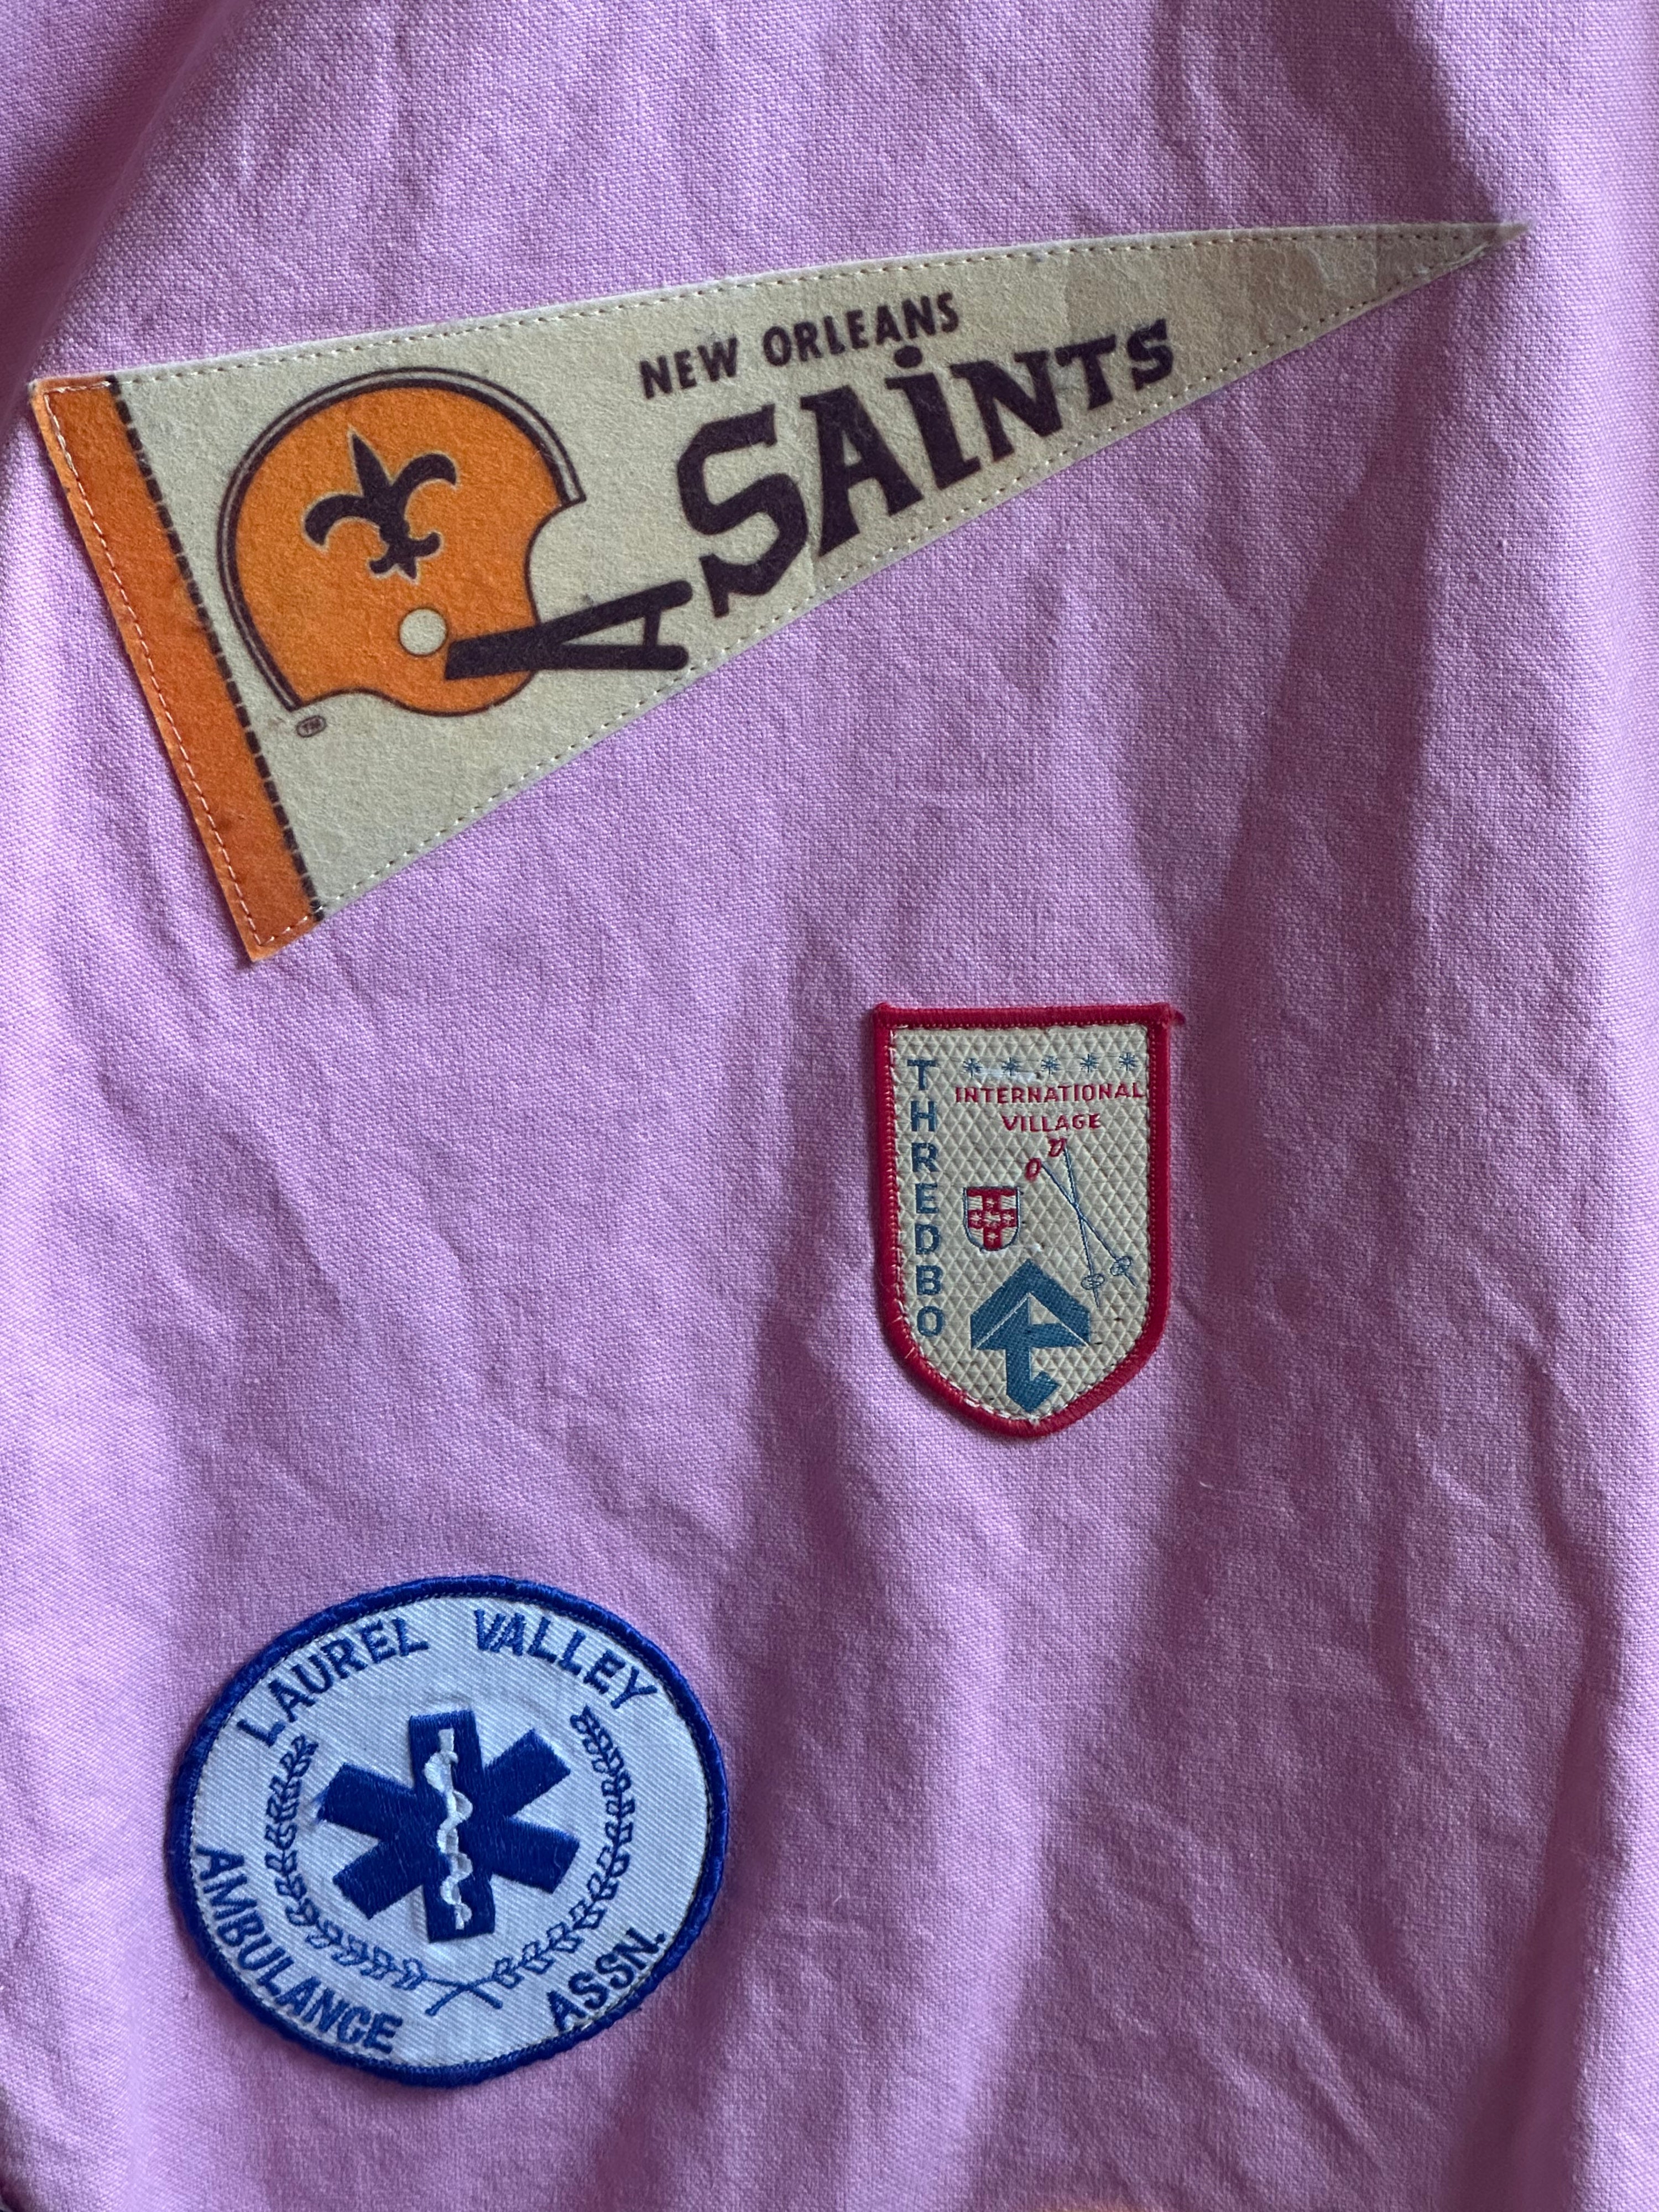 NEW ORLEANS
SAiNTS
TM
THREDBO
INTERNATIONAL
VILLAGE
LAUREL VALLEY
AMBULANCE ASSN.